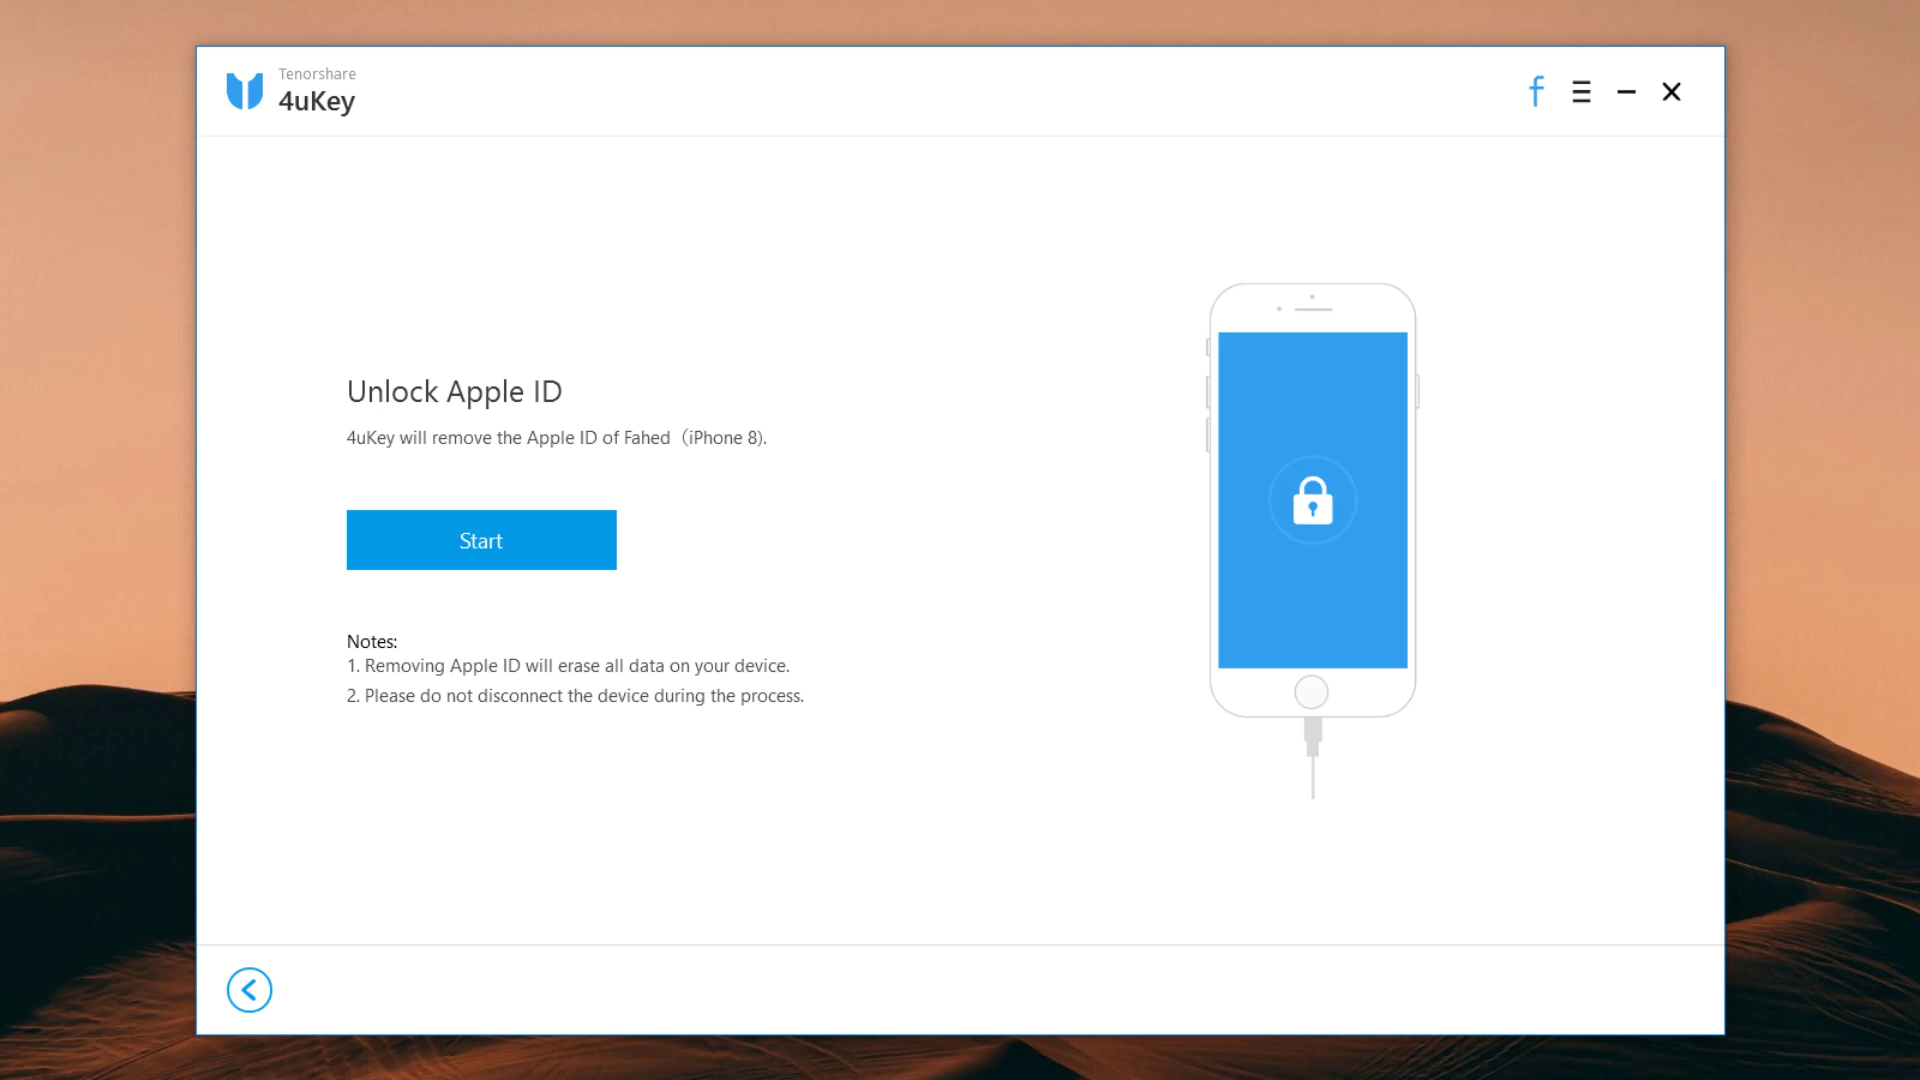 Tenorshare
4uKey
Unlock Apple ID
4uKey will remove the Apple ID of Fahed（iPhone 8).
Start
Notes:
1. Removing Apple ID will erase all data on your device.
2. Please do not disconnect the device during the process.